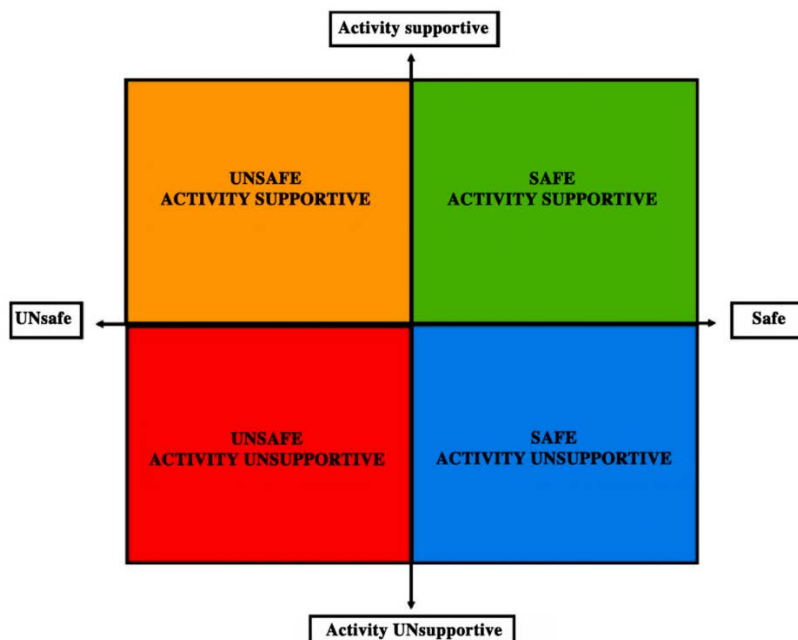 Activity supportive
UNSAFE
ACTIVITY SUPPORTIVE
SAFE
ACTIVITY SUPPORTIVE
UNsafe
Safe
UNSAFE
ACTIVITY UNSUPPORTIVE
SAFE
ACTIVITY UNSUPPORTIVE
Activity UNsupportive